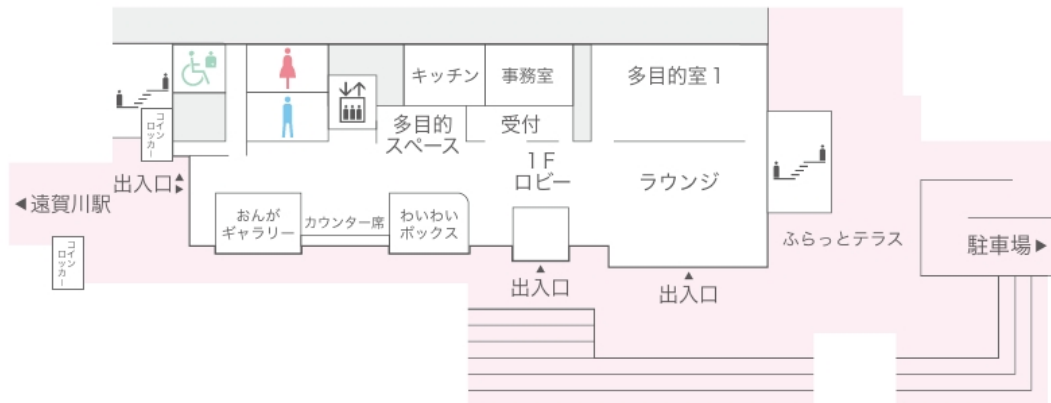 キッチン
事務室
多目的室1
コイン
ロッカー
多目的
スペース
受付
1F
ロビー
ラウンジ
出入口
◀遠賀川駅
おんが
ギャラリー
カウンター席
わいわい
ボックス
ふらっとテラス
駐車場▶
コイン
ロッカー
出入口
出入口